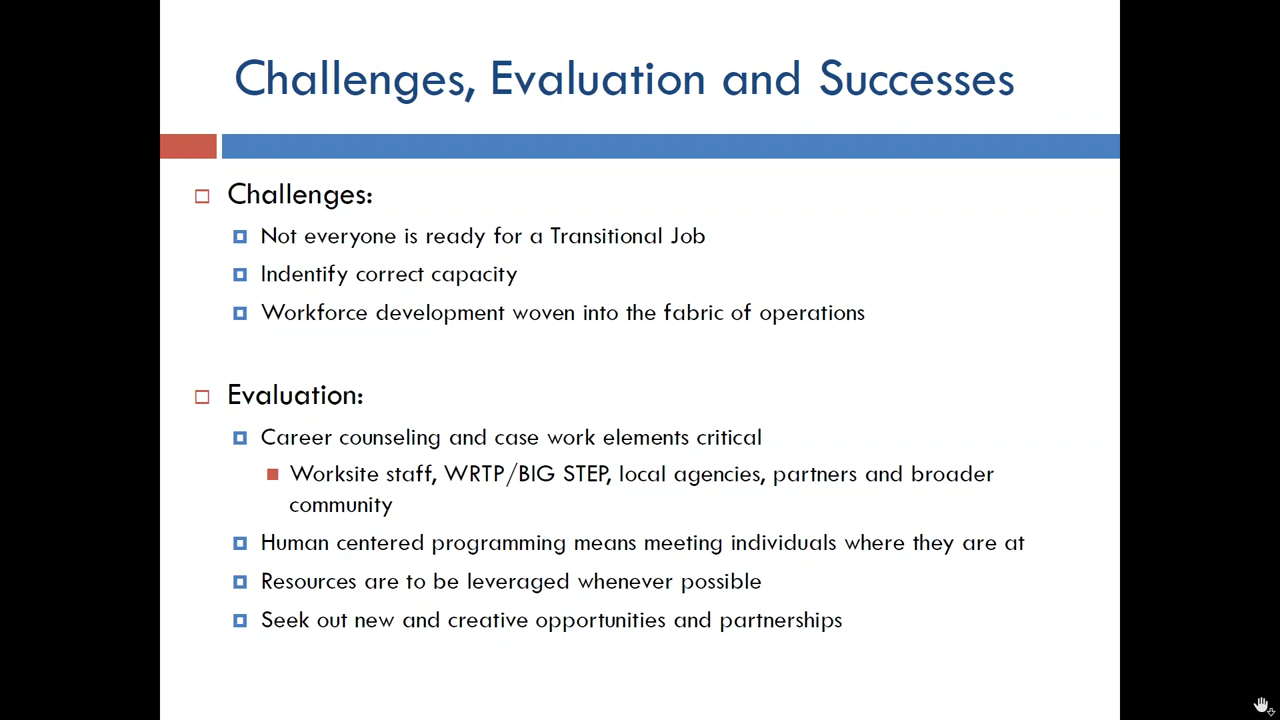 Challenges, Evaluation and Successes
Challenges:
Not everyone is ready for a Transitional Job
Indentify correct capacity
Workforce development woven into the fabric of operations
Evaluation:
Career counseling and case work elements critical
Worksite staff, WRTP/BIG STEP, local agencies, partners and broader
community
Human centered programming means meeting individuals where they are at
Resources are to be leveraged whenever possible
Seek out new and creative opportunities and partnerships